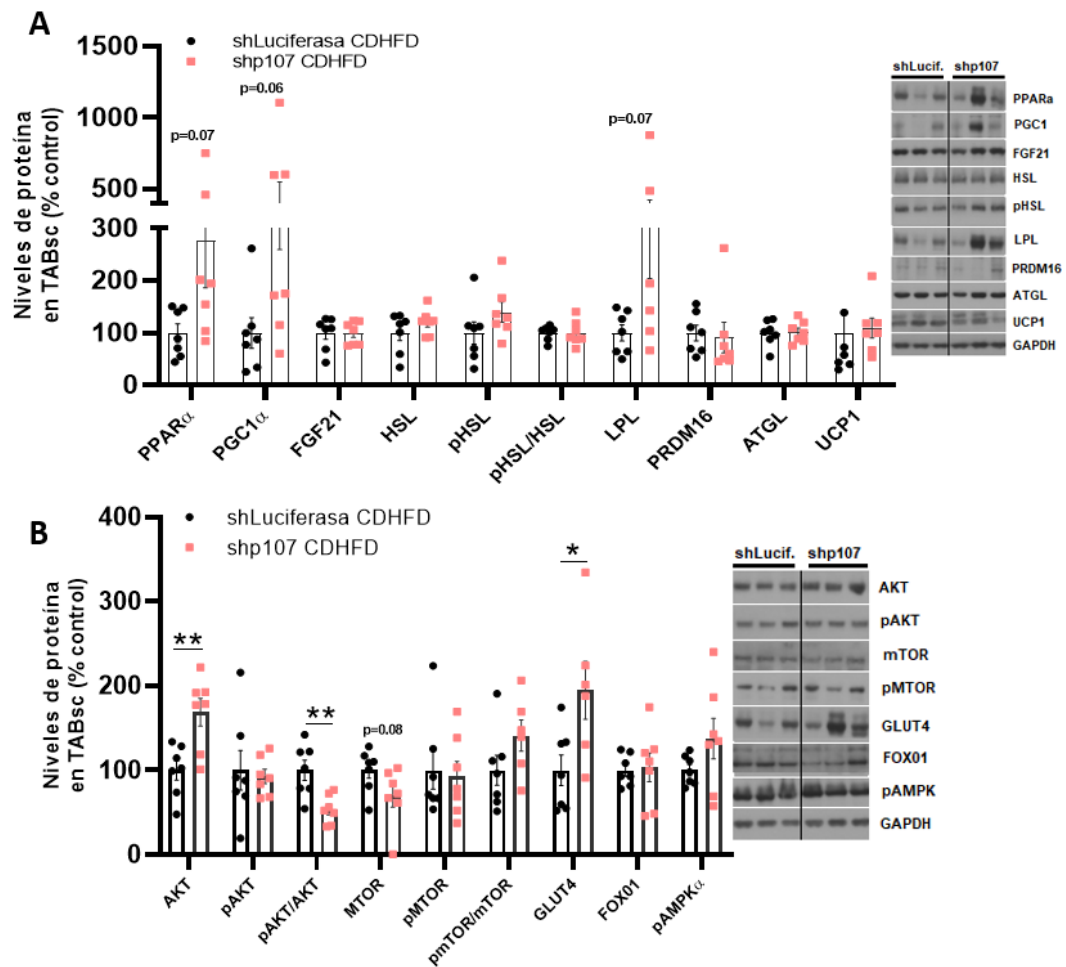 A
shLuciferasa CDHFD
shp107 CDHFD
Niveles de proteína
en TABsc (% control)
1500
1000
500
300
200
100
0
p=0.07
p=0.06
p=0.07
PPARα
PGC1α
FGF21
HSL
pHSL
pHSL/HSL
LPL
PRDM16
ATGL
UCP1
shLucif. shp107
PPARa
PGC1
FGF21
HSL
pHSL
LPL
PRDM16
ATGL
UCP1
GAPDH
B
shLuciferasa CDHFD
shp107 CDHFD
Niveles de proteína
en TABsc (% control)
400
300
200
100
0
**
**
p=0.08
*
AKT
pAKT
pAKT/AKT
MTOR
pMTOR
pmTOR/mTOR
GLUT4
FOX01
pAMPKα
shLucif. shp107
AKT
pAKT
mTOR
pMTOR
GLUT4
FOX01
pAMPK
GAPDH